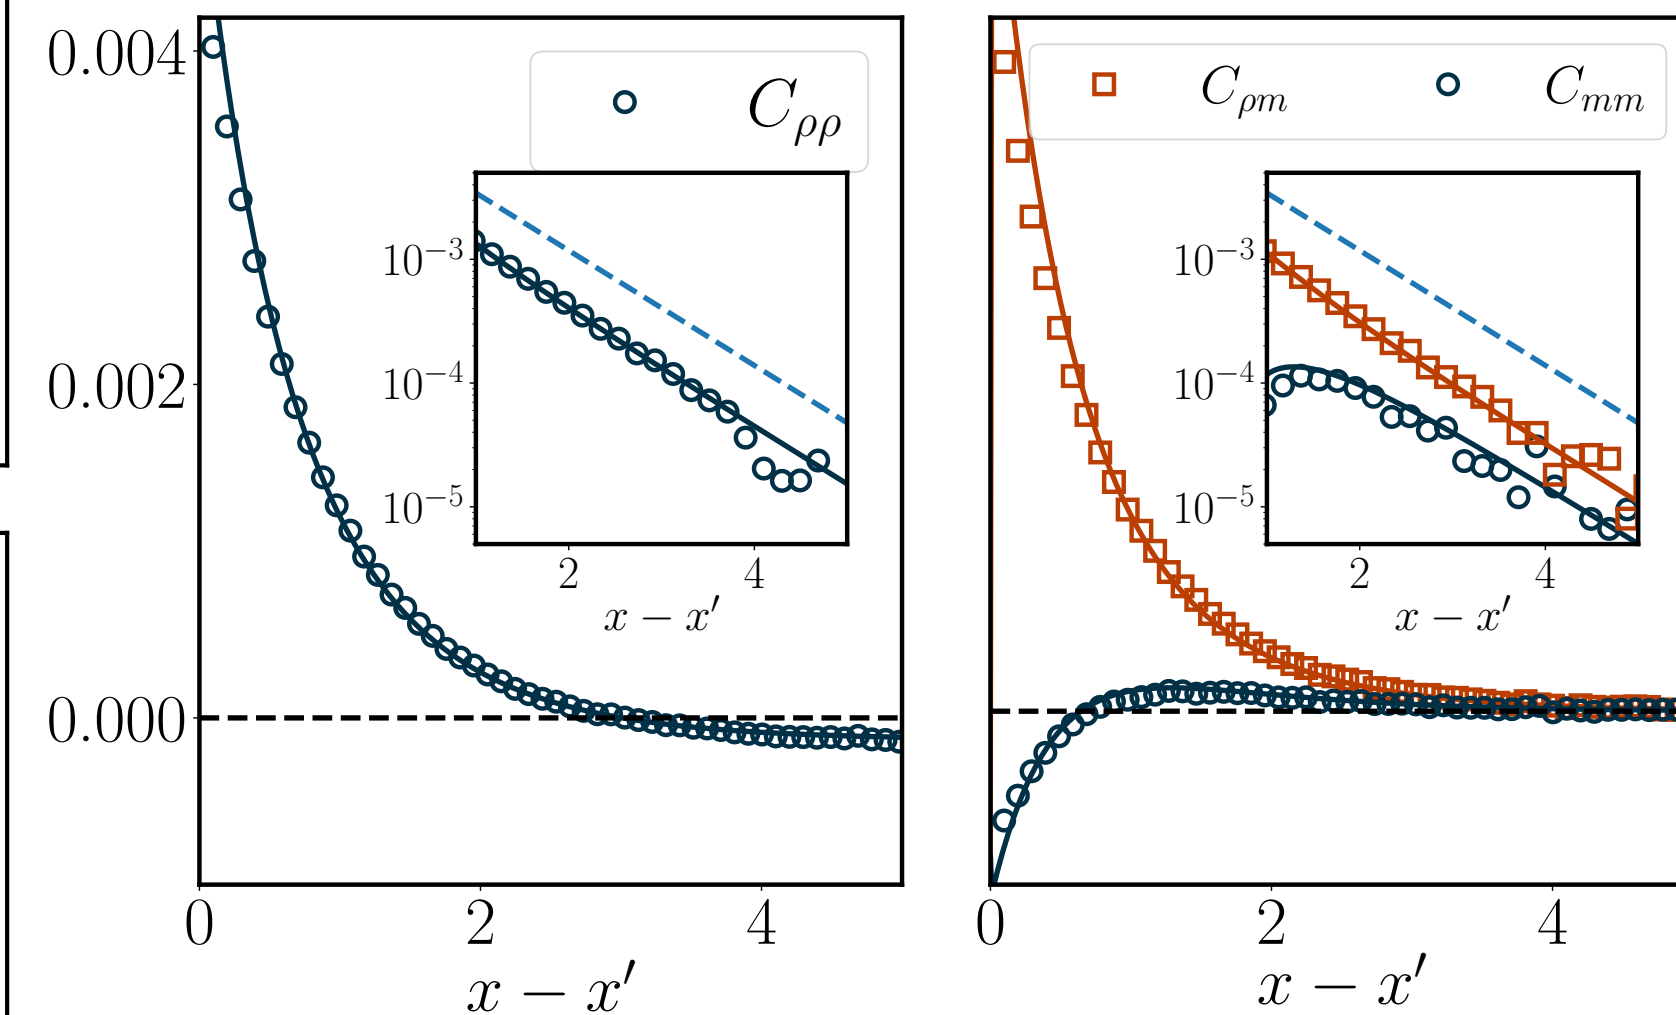 0.004
0.002
0.000
0 2 4
x − x′
C_{ρρ}
10^{−3}
10^{−4}
10^{−5}
2 4
x − x′
C_{ρm} C_{mm}
10^{−3}
10^{−4}
10^{−5}
2 4
x − x′
0 2 4
x − x′